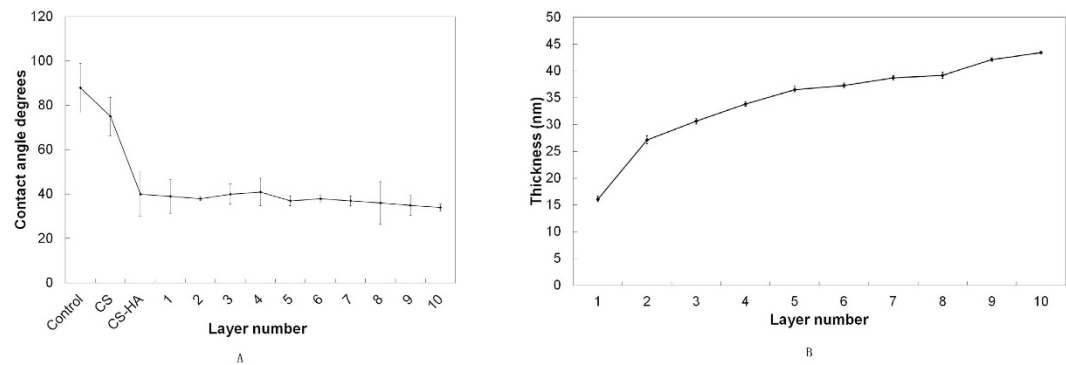 120
100
80
60
40
20
0
Contact angle degrees
Control
CS
CS-HA
1
2
3
4
5
6
7
8
9
10
Layer number
A
50
45
40
35
30
25
20
15
10
5
0
Thickness (nm)
1 2 3 4 5 6 7 8 9 10
Layer number
B